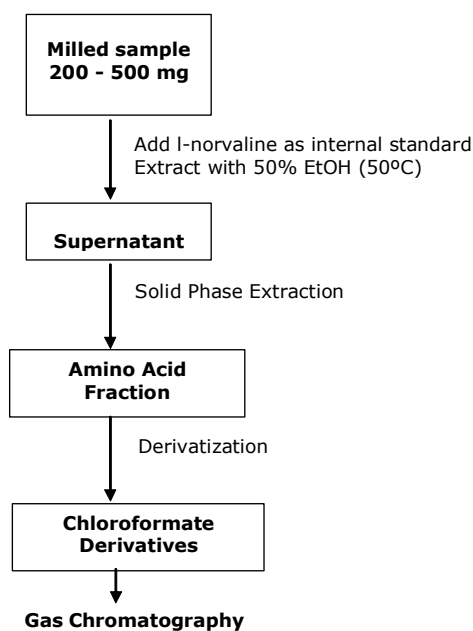 Milled sample
200 - 500 mg
Add l-norvaline as internal standard
Extract with 50% EtOH (50ºC)
Supernatant
Solid Phase Extraction
Amino Acid
Fraction
Derivatization
Chloroformate
Derivatives
Gas Chromatography